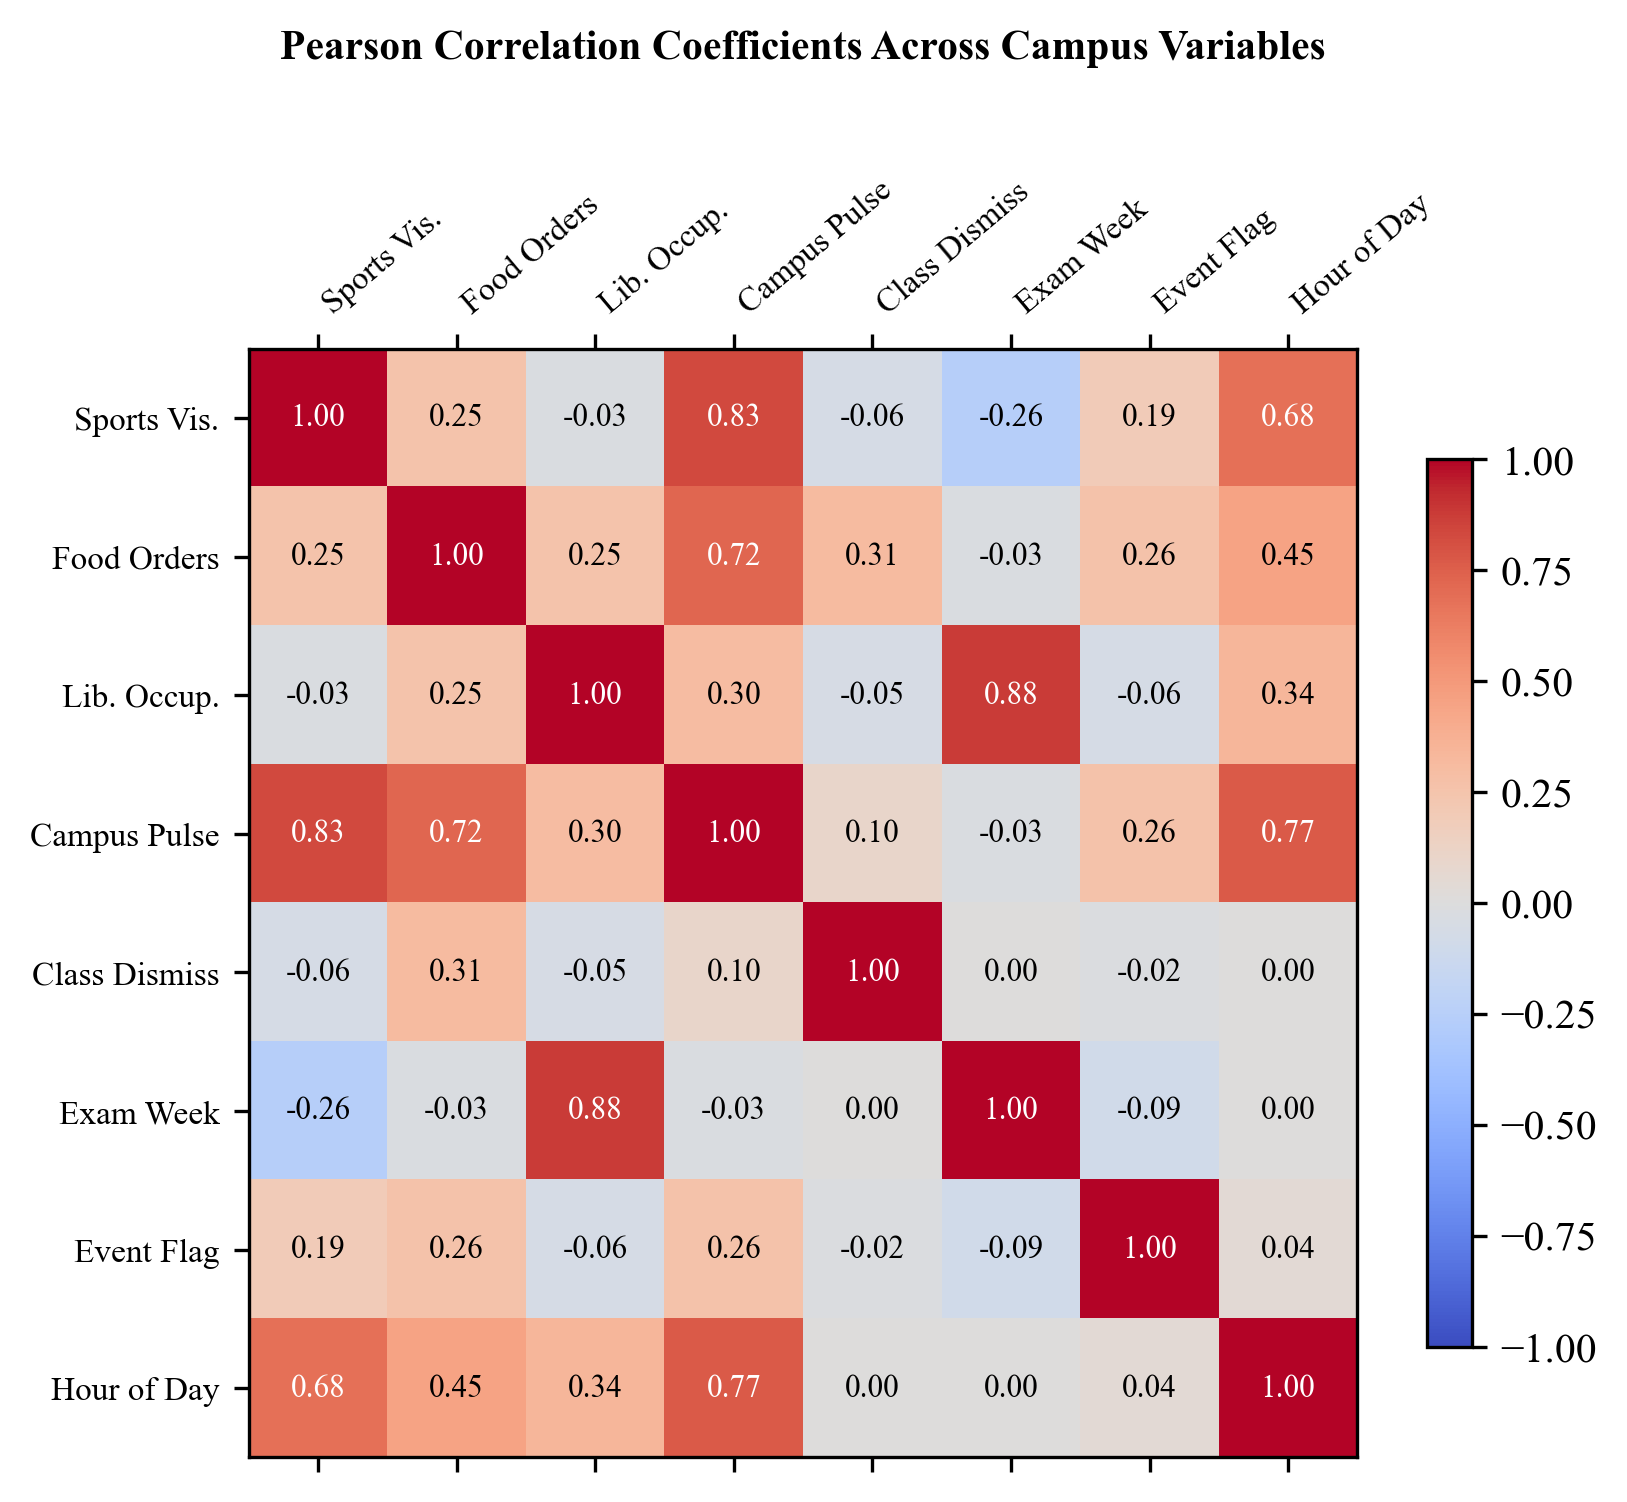 Pearson Correlation Coefficients Across Campus Variables
Sports Vis.
Food Orders
Lib. Occup.
Campus Pulse
Class Dismiss
Exam Week
Event Flag
Hour of Day
Sports Vis. 1.00 0.25 -0.03 0.83 -0.06 -0.26 0.19 0.68
Food Orders 0.25 1.00 0.25 0.72 0.31 -0.03 0.26 0.45
Lib. Occup. -0.03 0.25 1.00 0.30 -0.05 0.88 -0.06 0.34
Campus Pulse 0.83 0.72 0.30 1.00 0.10 -0.03 0.26 0.77
Class Dismiss -0.06 0.31 -0.05 0.10 1.00 0.00 -0.02 0.00
Exam Week -0.26 -0.03 0.88 -0.03 0.00 1.00 -0.09 0.00
Event Flag 0.19 0.26 -0.06 0.26 -0.02 -0.09 1.00 0.04
Hour of Day 0.68 0.45 0.34 0.77 0.00 0.00 0.04 1.00
1.00
0.75
0.50
0.25
0.00
−0.25
−0.50
−0.75
−1.00